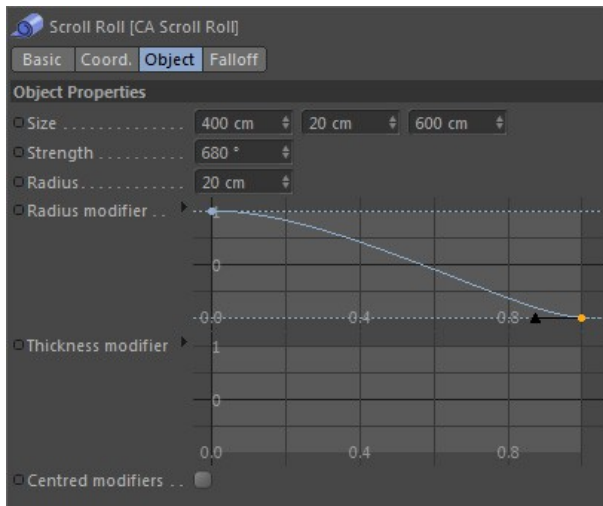 Scroll Roll [CA Scroll Roll]
Basic Coord. Object Falloff
Object Properties
Size . . . . . . . . . . . . . 400 cm 20 cm 600 cm
Strength . . . . . . . . . . 680 °
Radius. . . . . . . . . . . . 20 cm
Radius modifier . . 1
0
0.0 0.4 0.8
Thickness modifier 1
0
0.0 0.4 0.8
Centred modifiers . .